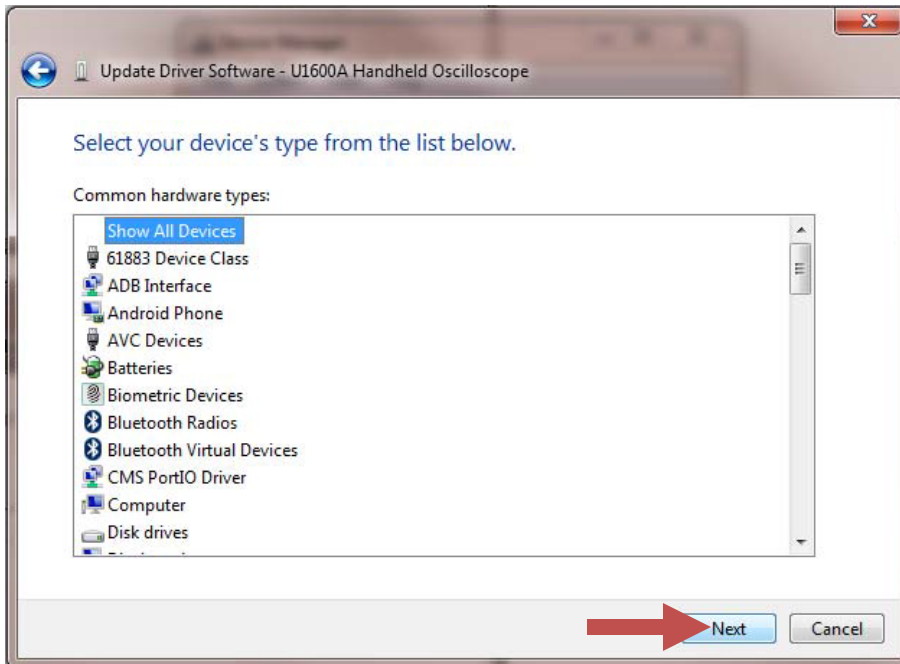 Update Driver Software - U1600A Handheld Oscilloscope
Select your device's type from the list below.
Common hardware types:
Show All Devices
61883 Device Class
ADB Interface
Android Phone
AVC Devices
Batteries
Biometric Devices
Bluetooth Radios
Bluetooth Virtual Devices
CMS PortIO Driver
Computer
Disk drives
Next Cancel